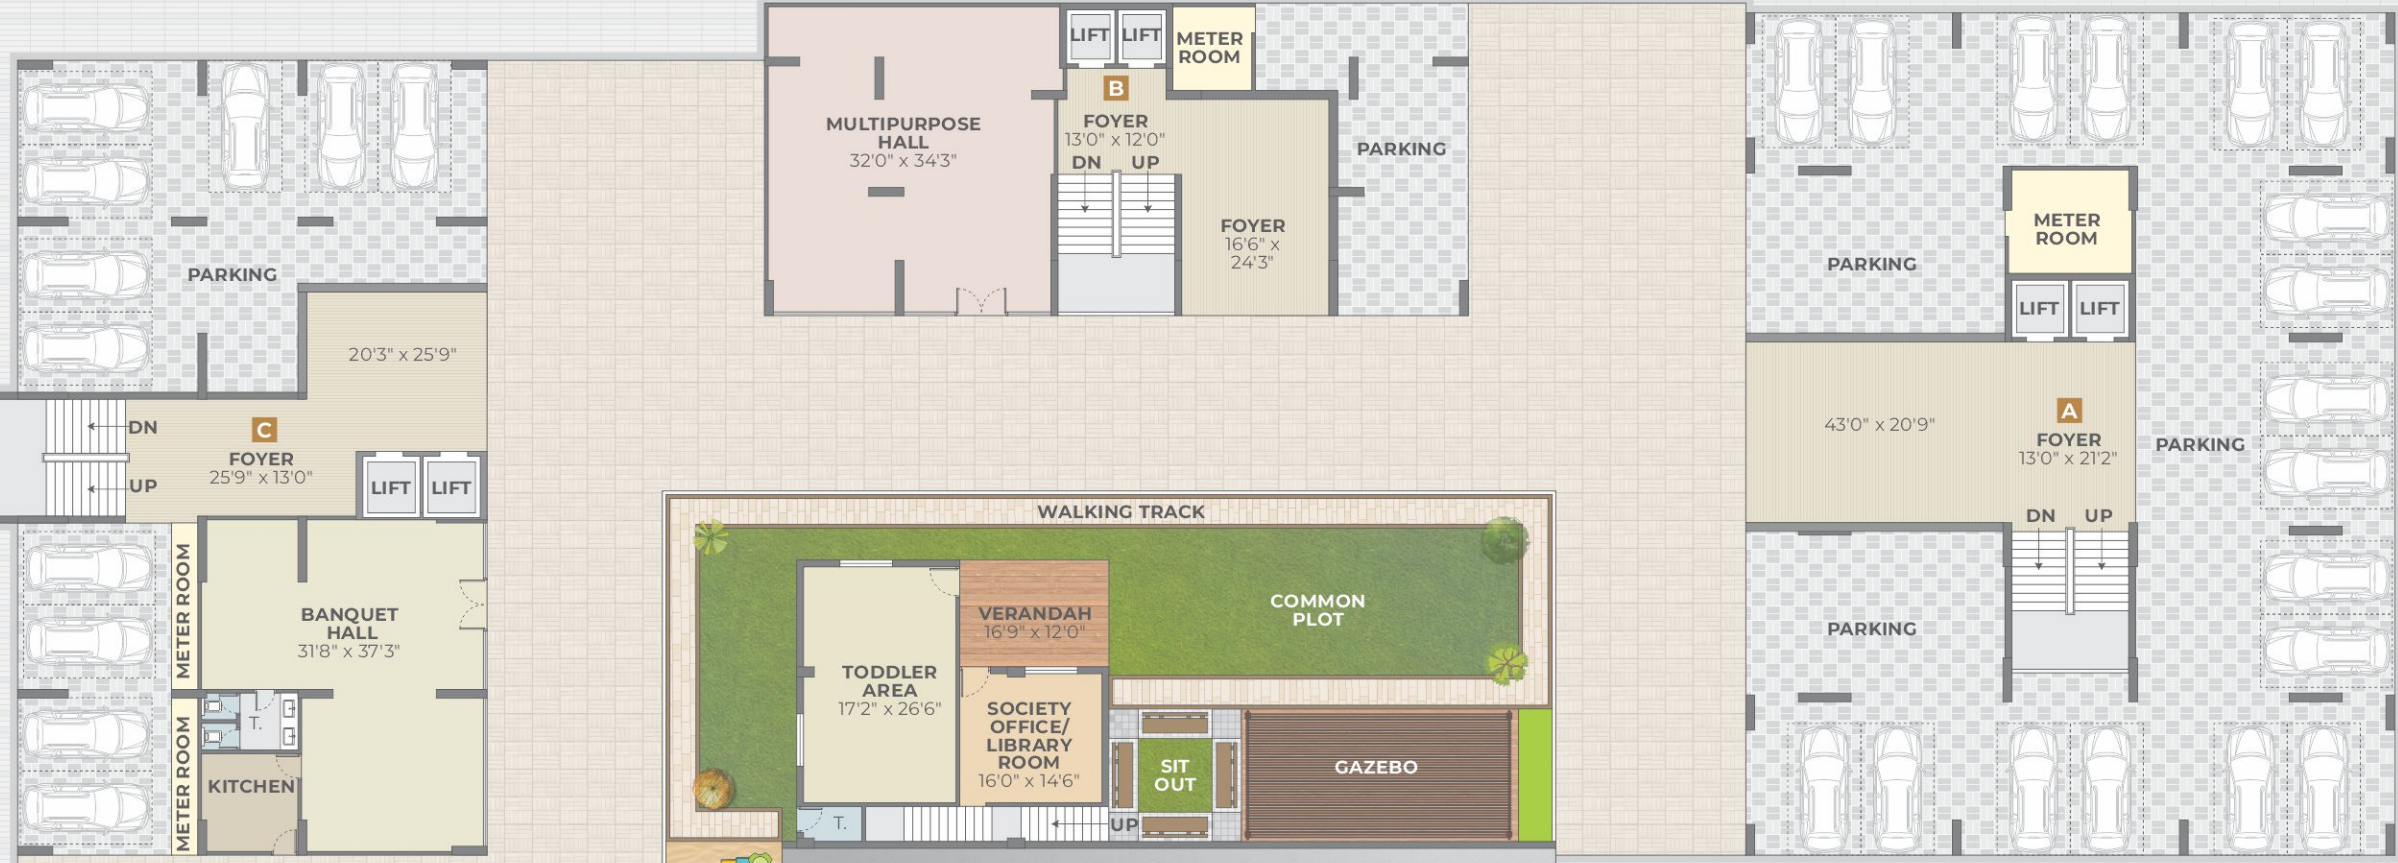 PARKING
20'3" x 25'9"
DN
C
FOYER
25'9" x 13'0"
UP
LIFT
LIFT
METER ROOM
BANQUET
HALL
31'8" x 37'3"
T.
METER ROOM
KITCHEN
MULTIPURPOSE
HALL
32'0" x 34'3"
LIFT
LIFT
METER
ROOM
B
FOYER
13'0" x 12'0"
DN
UP
PARKING
FOYER
16'6" x
24'3"
WALKING TRACK
VERANDAH
16'9" x 12'0"
COMMON
PLOT
TODDLER
AREA
17'2" x 26'6"
SOCIETY
OFFICE/
LIBRARY
ROOM
16'0" x 14'6"
SIT
OUT
GAZEBO
T.
UP
METER
ROOM
PARKING
LIFT
LIFT
43'0" x 20'9"
A
FOYER
13'0" x 21'2"
PARKING
DN
UP
PARKING